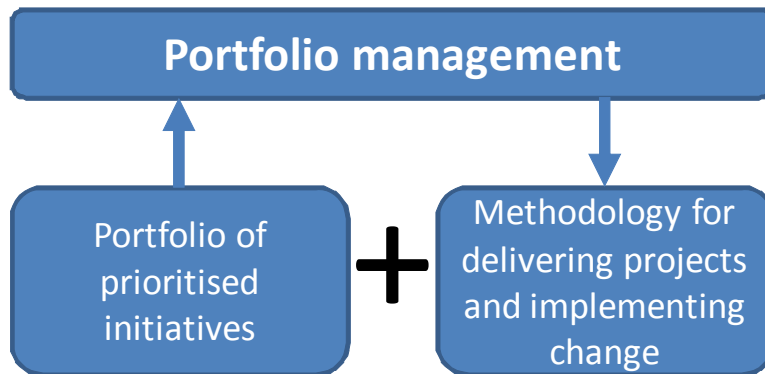 Portfolio management
Portfolio of
prioritised
initiatives
Methodology for
delivering projects
and implementing
change